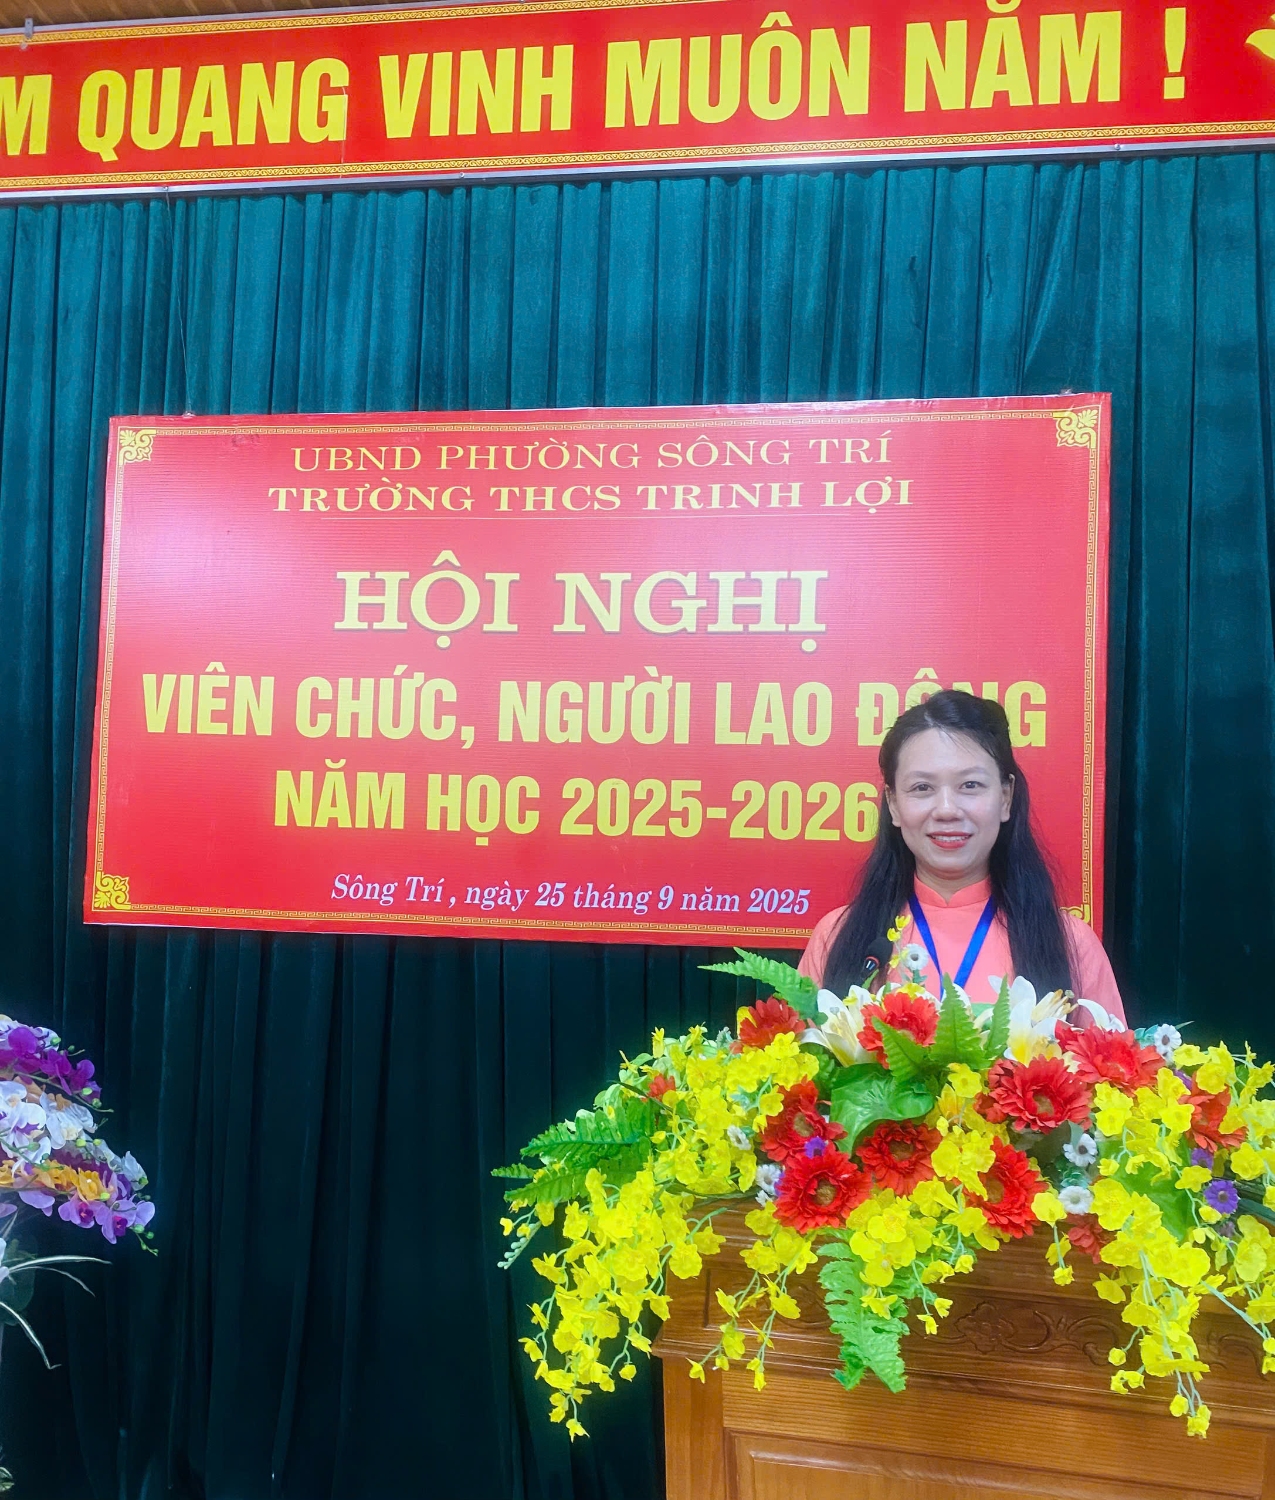 M QUANG VINH MUÔN NĂM !
UBND PHƯỜNG SÔNG TRÍ
TRƯỜNG THCS TRINH LỢI
HỘI NGHỊ
VIÊN CHỨC, NGƯỜI LAO ĐỘNG
NĂM HỌC 2025-2026
Sông Trí , ngày 25 tháng 9 năm 2025